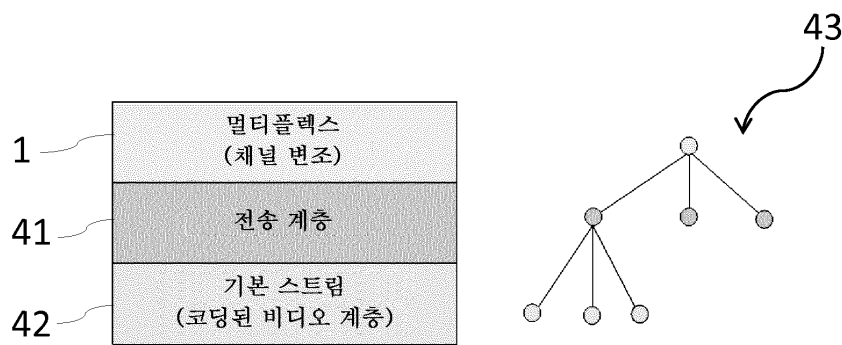 43
1
멀티플렉스
(채널 변조)
41
전송 계층
42
기본 스트림
(코딩된 비디오 계층)